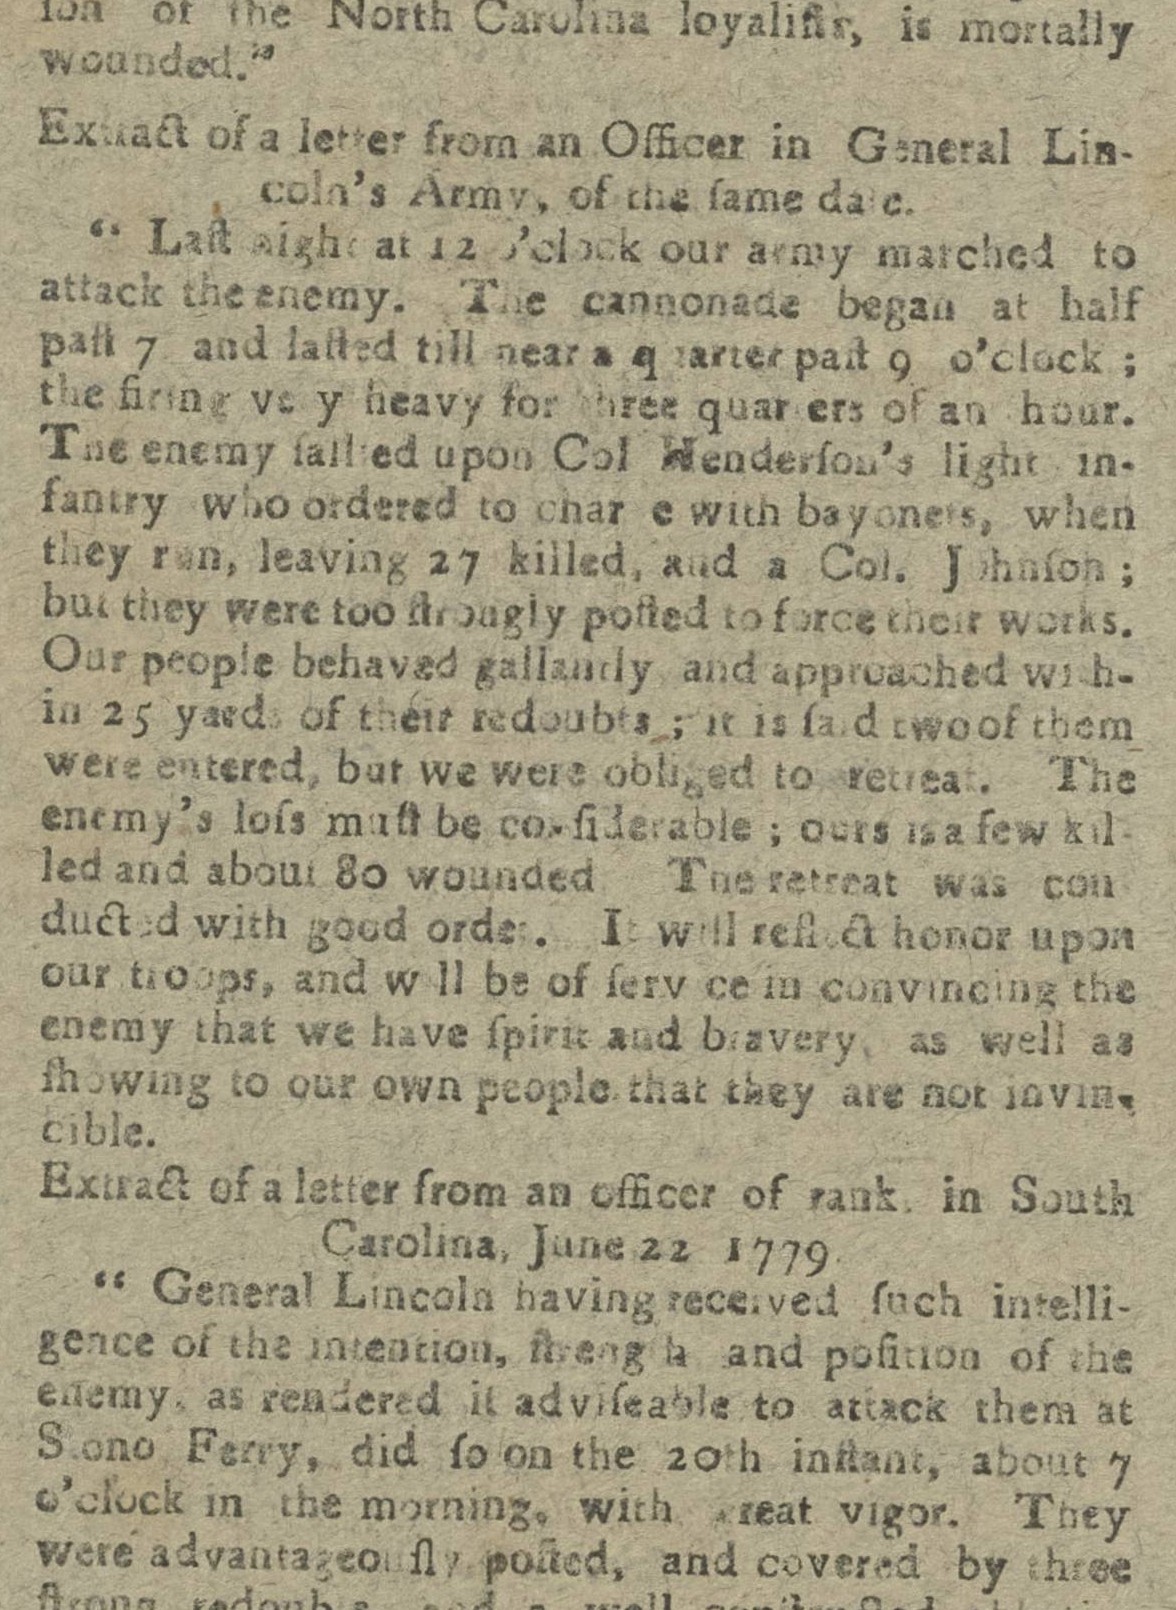 ion of the North Carolina loyaliſts, is mortally
wounded."
Extract of a letter from an Officer in General Lin-
coln's Army, of the ſame date.
" Laſt night at 12 o'clock our army marched to
attack the enemy. The cannonade began at half
paſt 7 and laſted till near a quarter paſt 9 o'clock ;
the firing very heavy for three quarters of an hour.
The enemy ſallied upon Col Henderſon's light in-
fantry who ordered to charge with bayonets, when
they ran, leaving 27 killed, and a Col. Johnſon ;
but they were too ſtrongly poſted to force their works.
Our people behaved gallantly and approached with-
in 25 yards of their redoubts ; it is ſaid two of them
were entered, but we were obliged to retreat. The
enemy's loſs muſt be conſiderable ; ours is a few kil-
led and about 80 wounded The retreat was con
ducted with good order. It will reflect honor upon
our troops, and will be of ſervice in convincing the
enemy that we have ſpirit and bravery, as well as
ſhowing to our own people that they are not invin-
cible.
Extract of a letter from an officer of rank in South
Carolina, June 22 1779.
" General Lincoln having received ſuch intelli-
gence of the intention, ſtrength and poſition of the
enemy, as rendered it adviſeable to attack them at
Stono Ferry, did ſo on the 20th inſtant, about 7
o'clock in the morning, with great vigor. They
were advantageouſly poſted, and covered by three
ſtrong redoubts and a well